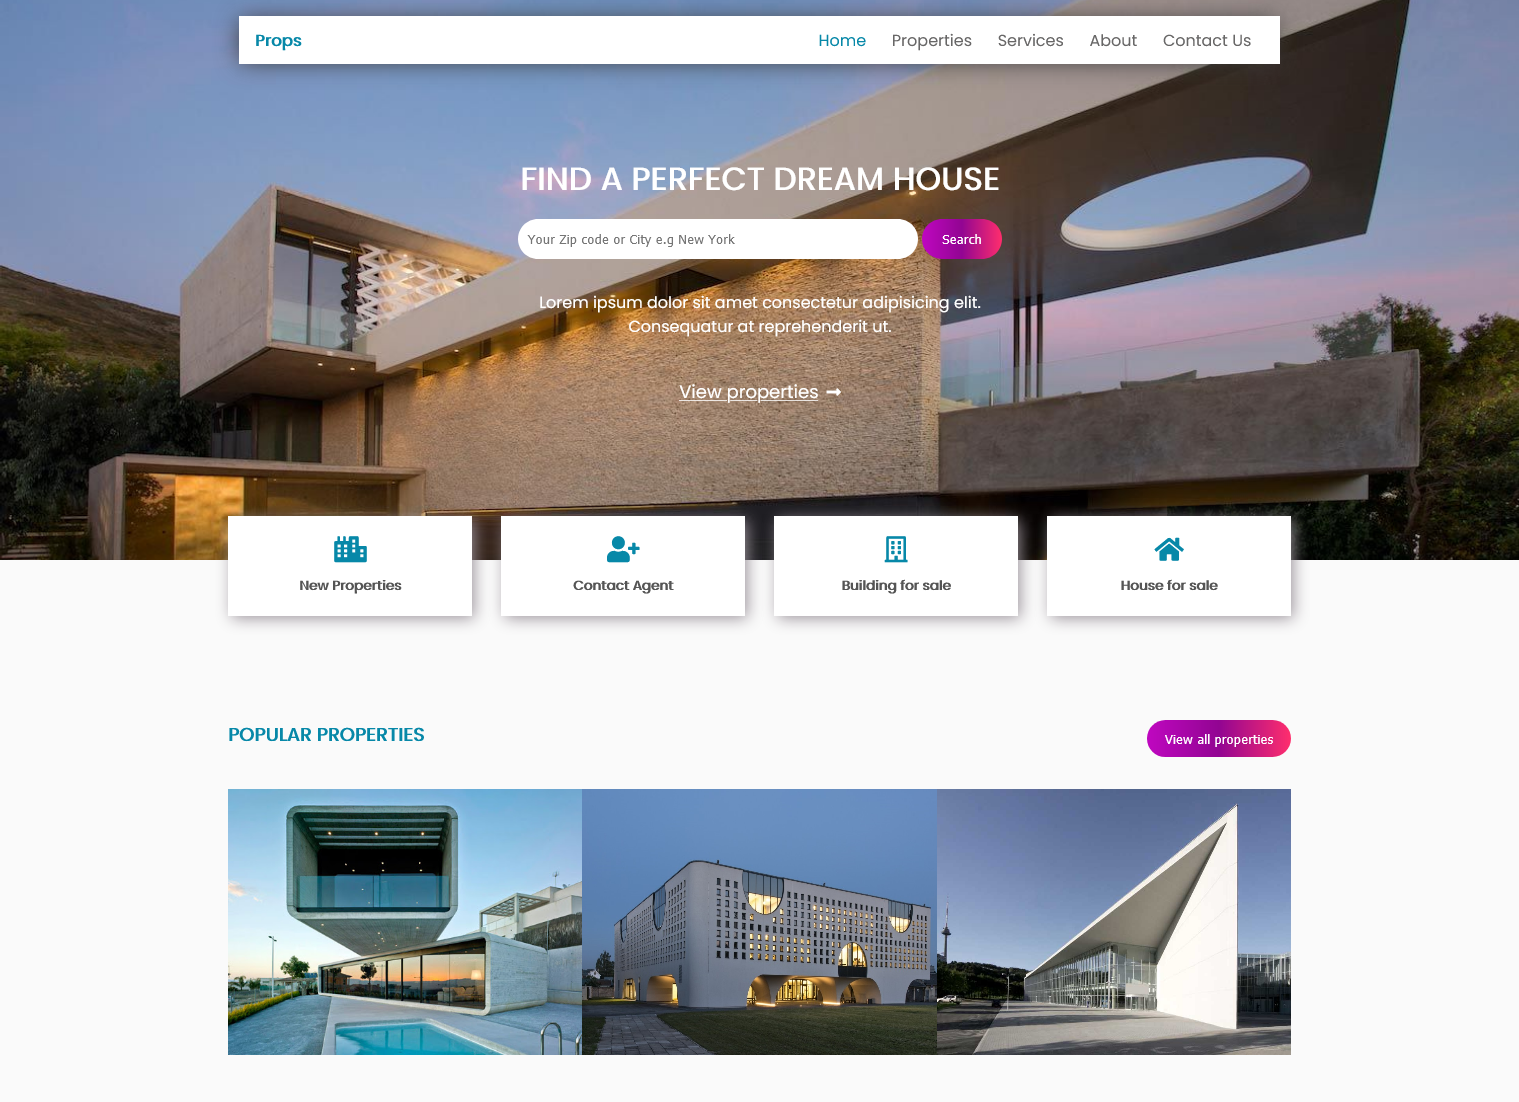 Props
Home Properties Services About Contact Us
FIND A PERFECT DREAM HOUSE
Your Zip code or City e.g New York
Search
Lorem ipsum dolor sit amet consectetur adipisicing elit.
Consequatur at reprehenderit ut.
View properties
New Properties
Contact Agent
Building for sale
House for sale
POPULAR PROPERTIES
View all properties